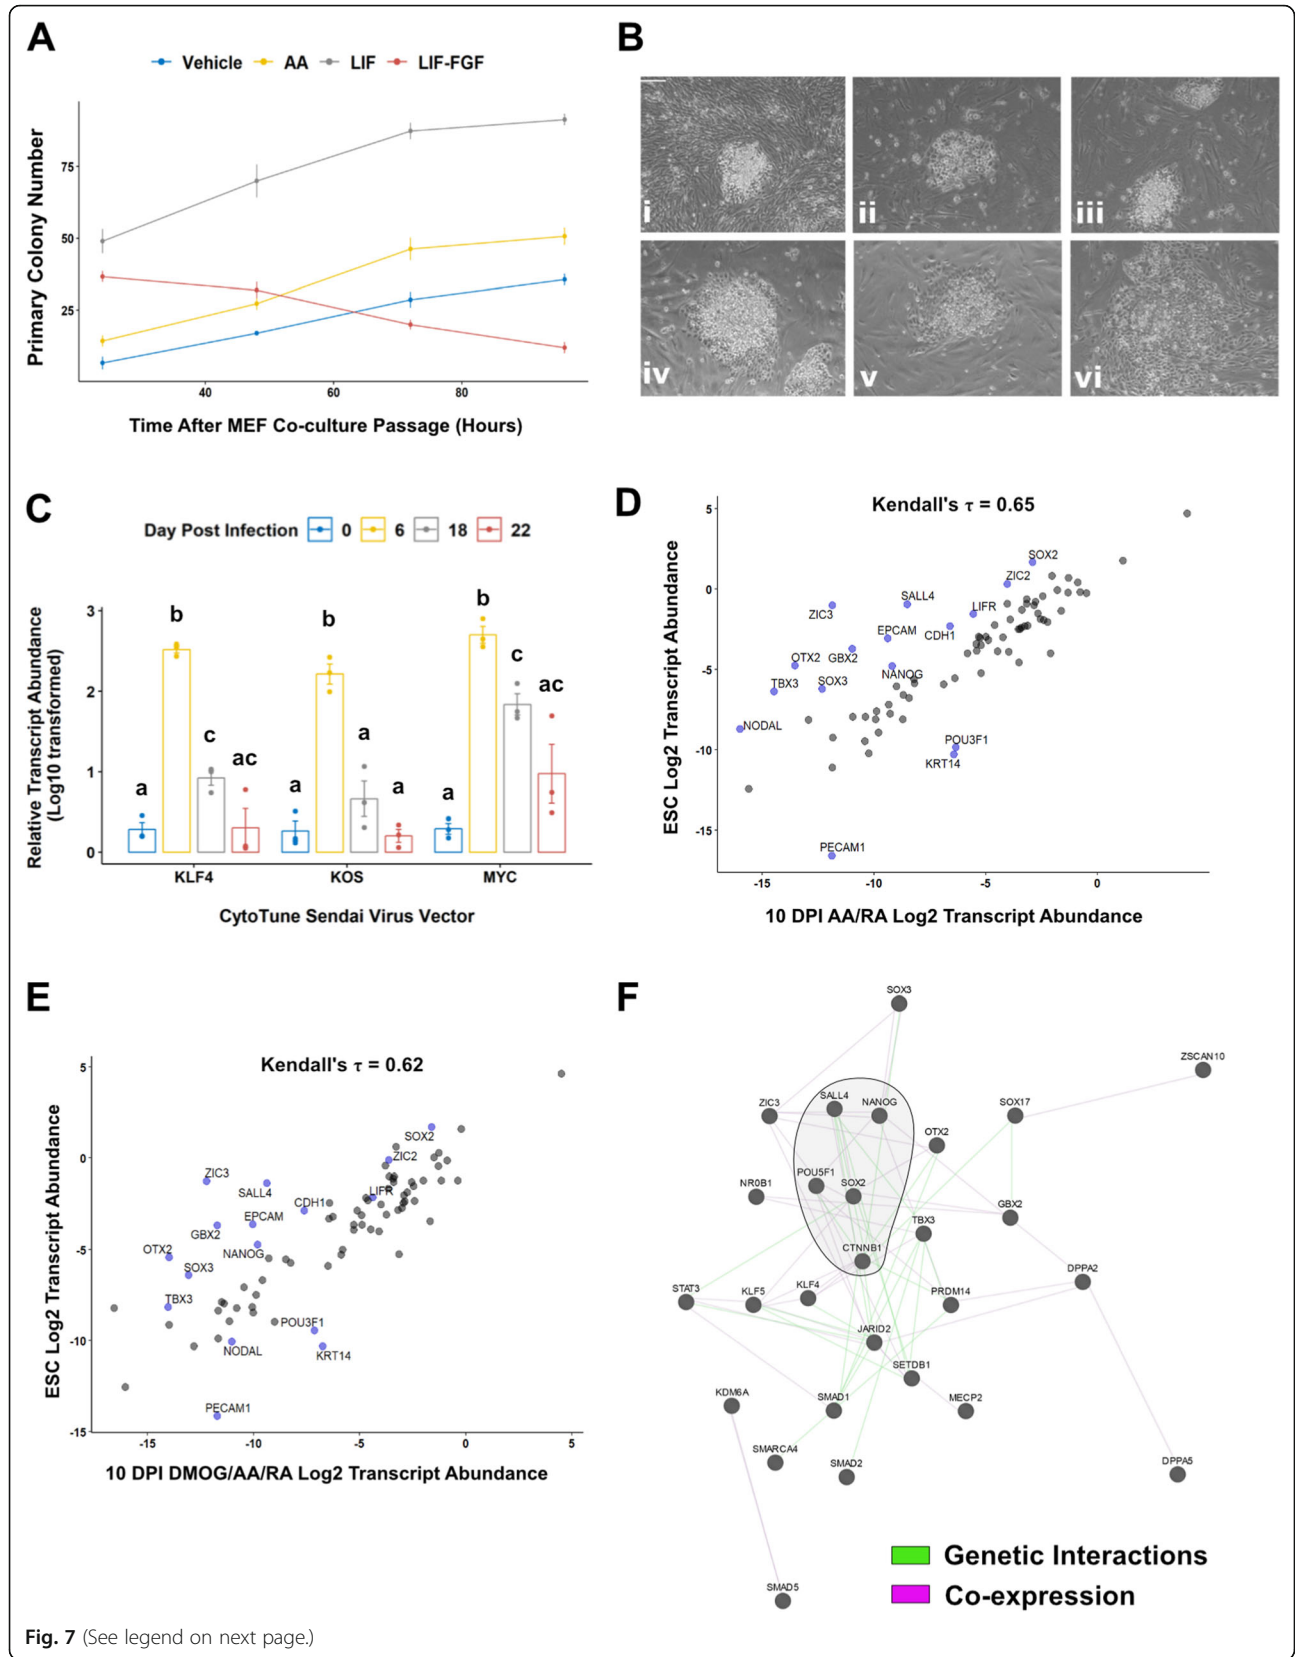 A
Vehicle AA LIF LIF-FGF
Primary Colony Number
75
50
25
40 60 80
Time After MEF Co-culture Passage (Hours)
B
i ii iii
iv v vi
C
Day Post Infection 0 6 18 22
Relative Transcript Abundance
(Log10 transformed)
3
2
1
0
a b c ac
a b a a
a b c ac
KLF4 KOS MYC
CytoTune Sendai Virus Vector
D
Kendall's τ = 0.65
ESC Log2 Transcript Abundance
5
0
-5
-10
-15
SOX2
ZIC2
SALL4
ZIC3
LIFR
EPCAM
CDH1
OTX2
GBX2
NANOG
TBX3
SOX3
NODAL
POU3F1
KRT14
PECAM1
-15 -10 -5 0
10 DPI AA/RA Log2 Transcript Abundance
E
Kendall's τ = 0.62
ESC Log2 Transcript Abundance
5
0
-5
-10
-15
SOX2
ZIC2
ZIC3
SALL4
LIFR
CDH1
EPCAM
GBX2
OTX2
NANOG
SOX3
TBX3
POU3F1
NODAL
KRT14
PECAM1
-15 -10 -5 0 5
10 DPI DMOG/AA/RA Log2 Transcript Abundance
F
SOX3
ZSCAN10
SALL4
ZIC3
NANOG
SOX17
OTX2
POU5F1
NR0B1
SOX2
GBX2
TBX3
CTNNB1
DPPA2
STAT3
KLF5
KLF4
PRDM14
JARID2
SETDB1
KDM6A
SMAD1
MECP2
SMARCA4
SMAD2
DPPA5
SMAD5
Genetic Interactions
Co-expression
Fig. 7 (See legend on next page.)